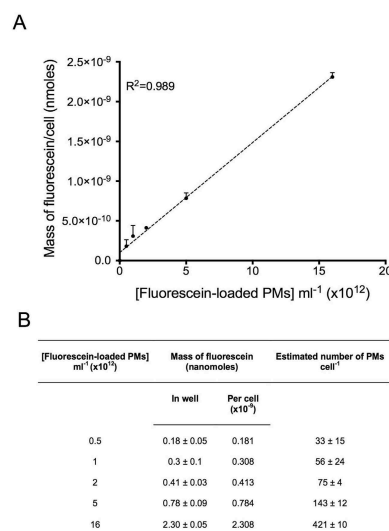 A
Mass of fluorescein/cell (nmoles)
2.5×10⁻⁹
2.0×10⁻⁹
1.5×10⁻⁹
1.0×10⁻⁹
5.0×10⁻¹⁰
0.0
R²=0.989
0 5 10 15 20
[Fluorescein-loaded PMs] ml⁻¹ (x10¹²)
B
[Fluorescein-loaded PMs] Mass of fluorescein Estimated number of PMs
ml⁻¹ (x10¹²) (nanomoles) cell⁻¹
In well Per cell
(x10⁻⁹)
0.5 0.18 ± 0.05 0.181 33 ± 15
1 0.3 ± 0.1 0.308 56 ± 24
2 0.41 ± 0.03 0.413 75 ± 4
5 0.78 ± 0.09 0.784 143 ± 12
16 2.30 ± 0.05 2.308 421 ± 10